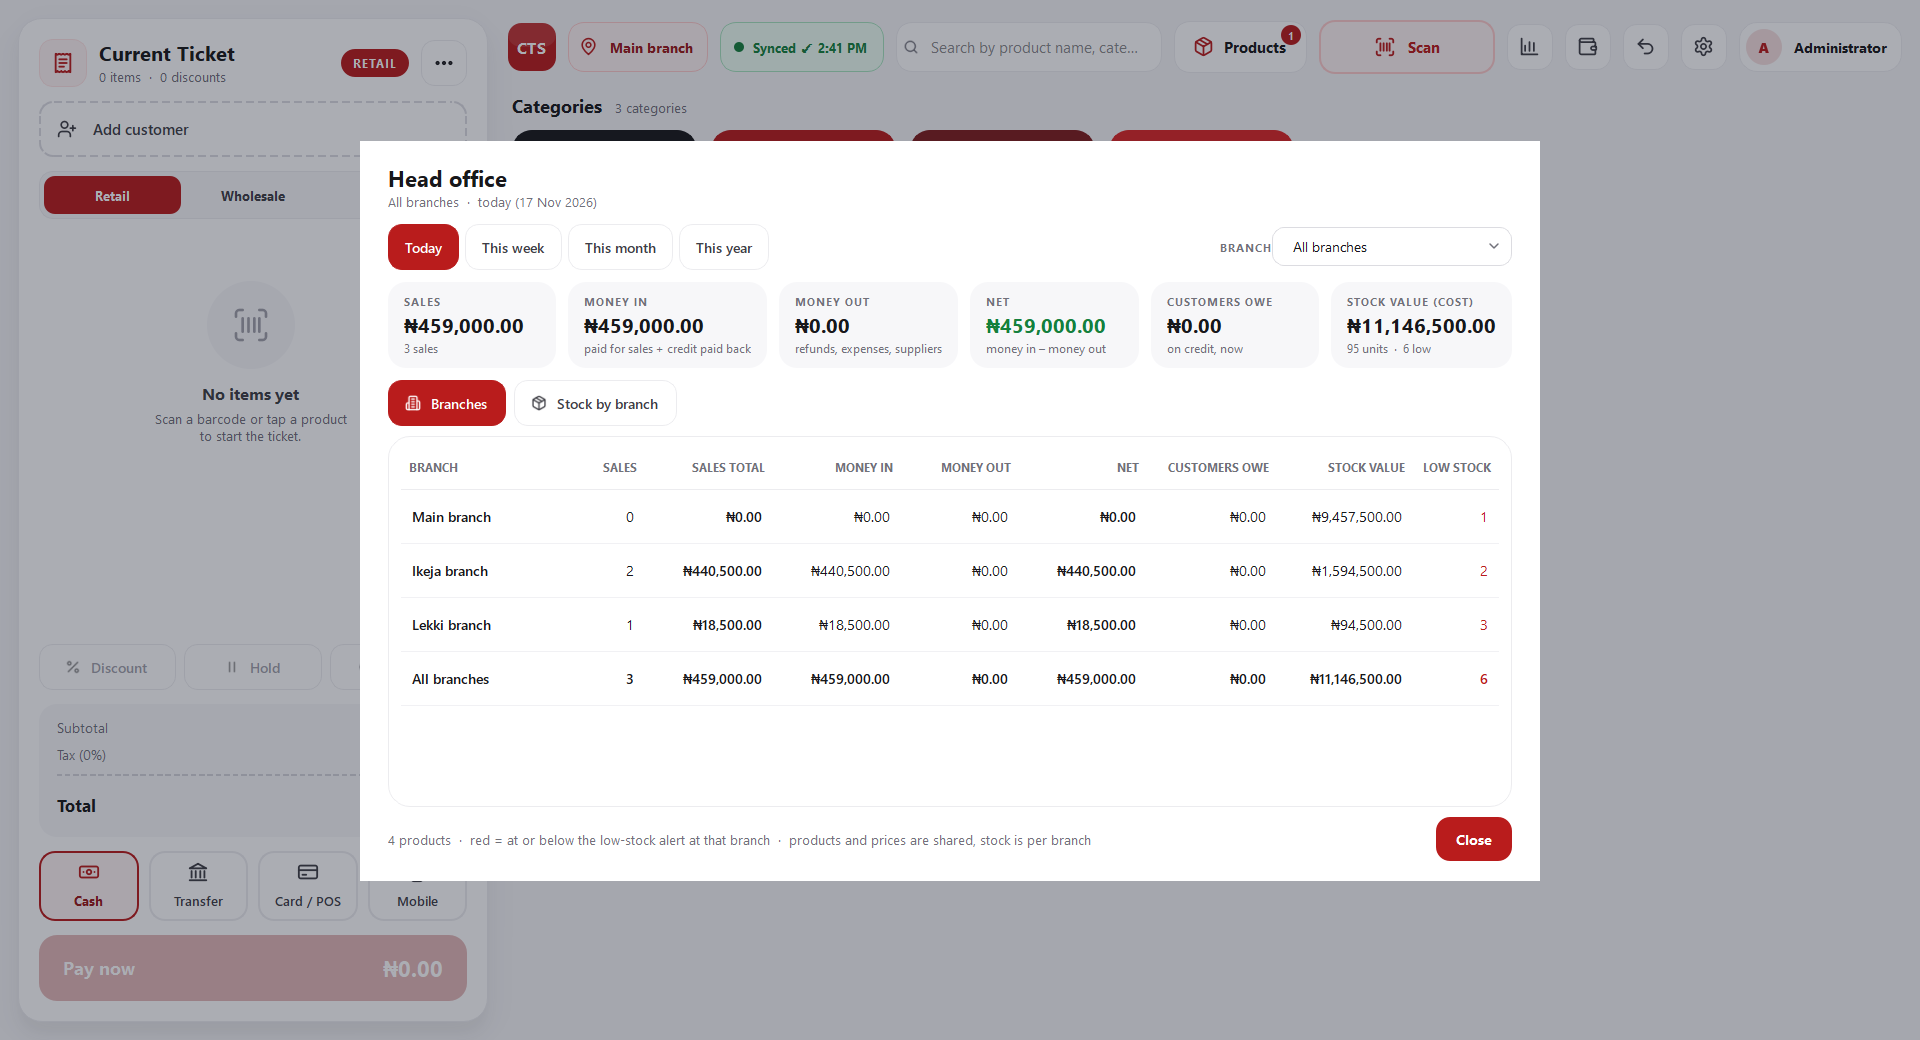 Current Ticket
0 items · 0 discounts
RETAIL
Add customer
Retail
Wholesale
No items yet
Scan a barcode or tap a product
to start the ticket.
Discount
Hold
Subtotal
Tax (0%)
Total
Cash
Transfer
Card / POS
Mobile
Pay now ₦0.00
CTS
Main branch
Synced ✓ 2:41 PM
Search by product name, cate...
Products
1
Scan
A
Administrator
Categories 3 categories
Head office
All branches · today (17 Nov 2026)
Today
This week
This month
This year
BRANCH
All branches
SALES
₦459,000.00
3 sales
MONEY IN
₦459,000.00
paid for sales + credit paid back
MONEY OUT
₦0.00
refunds, expenses, suppliers
NET
₦459,000.00
money in – money out
CUSTOMERS OWE
₦0.00
on credit, now
STOCK VALUE (COST)
₦11,146,500.00
95 units · 6 low
Branches
Stock by branch
BRANCH SALES SALES TOTAL MONEY IN MONEY OUT NET CUSTOMERS OWE STOCK VALUE LOW STOCK
Main branch 0 ₦0.00 ₦0.00 ₦0.00 ₦0.00 ₦0.00 ₦9,457,500.00 1
Ikeja branch 2 ₦440,500.00 ₦440,500.00 ₦0.00 ₦440,500.00 ₦0.00 ₦1,594,500.00 2
Lekki branch 1 ₦18,500.00 ₦18,500.00 ₦0.00 ₦18,500.00 ₦0.00 ₦94,500.00 3
All branches 3 ₦459,000.00 ₦459,000.00 ₦0.00 ₦459,000.00 ₦0.00 ₦11,146,500.00 6
4 products · red = at or below the low-stock alert at that branch · products and prices are shared, stock is per branch
Close